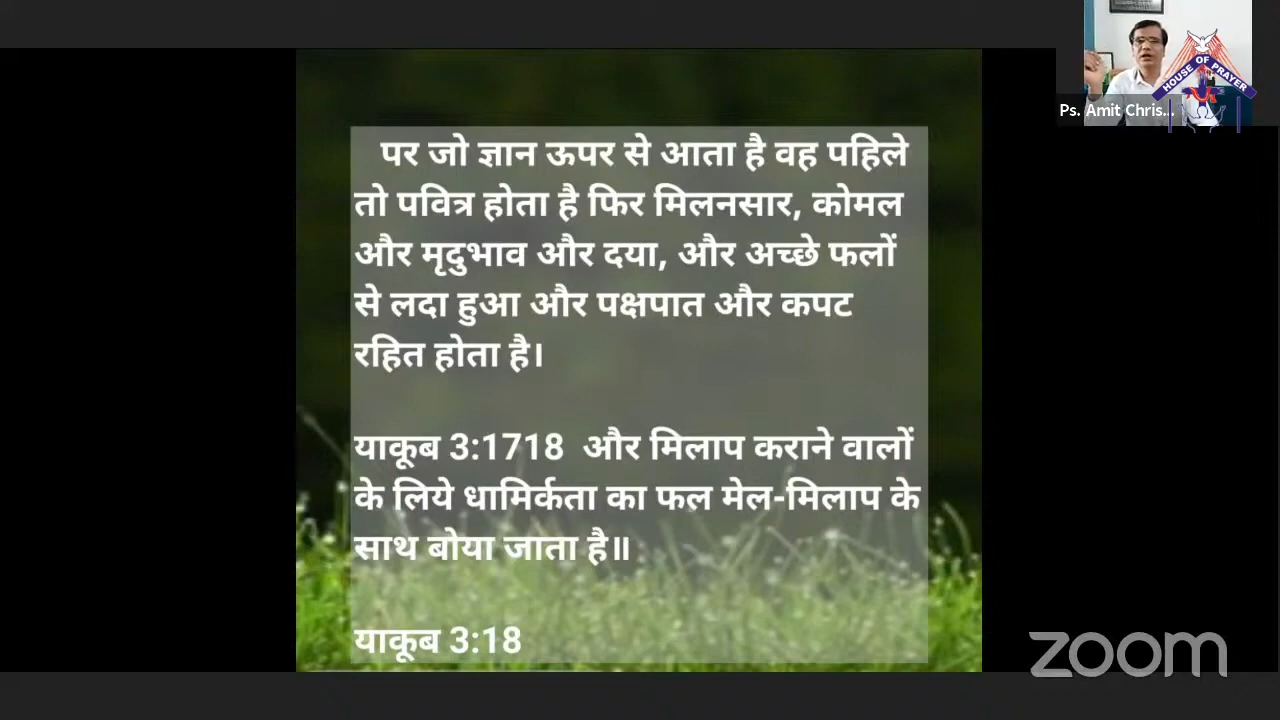 HOUSE OF PRAYER
Ps. Amit Chris...
पर जो ज्ञान ऊपर से आता है वह पहिले
तो पवित्र होता है फिर मिलनसार, कोमल
और मृदुभाव और दया, और अच्छे फलों
से लदा हुआ और पक्षपात और कपट
रहित होता है।
याकूब 3:1718 और मिलाप कराने वालों
के लिये धामिर्कता का फल मेल-मिलाप के
साथ बोया जाता है॥
याकूब 3:18
zoom